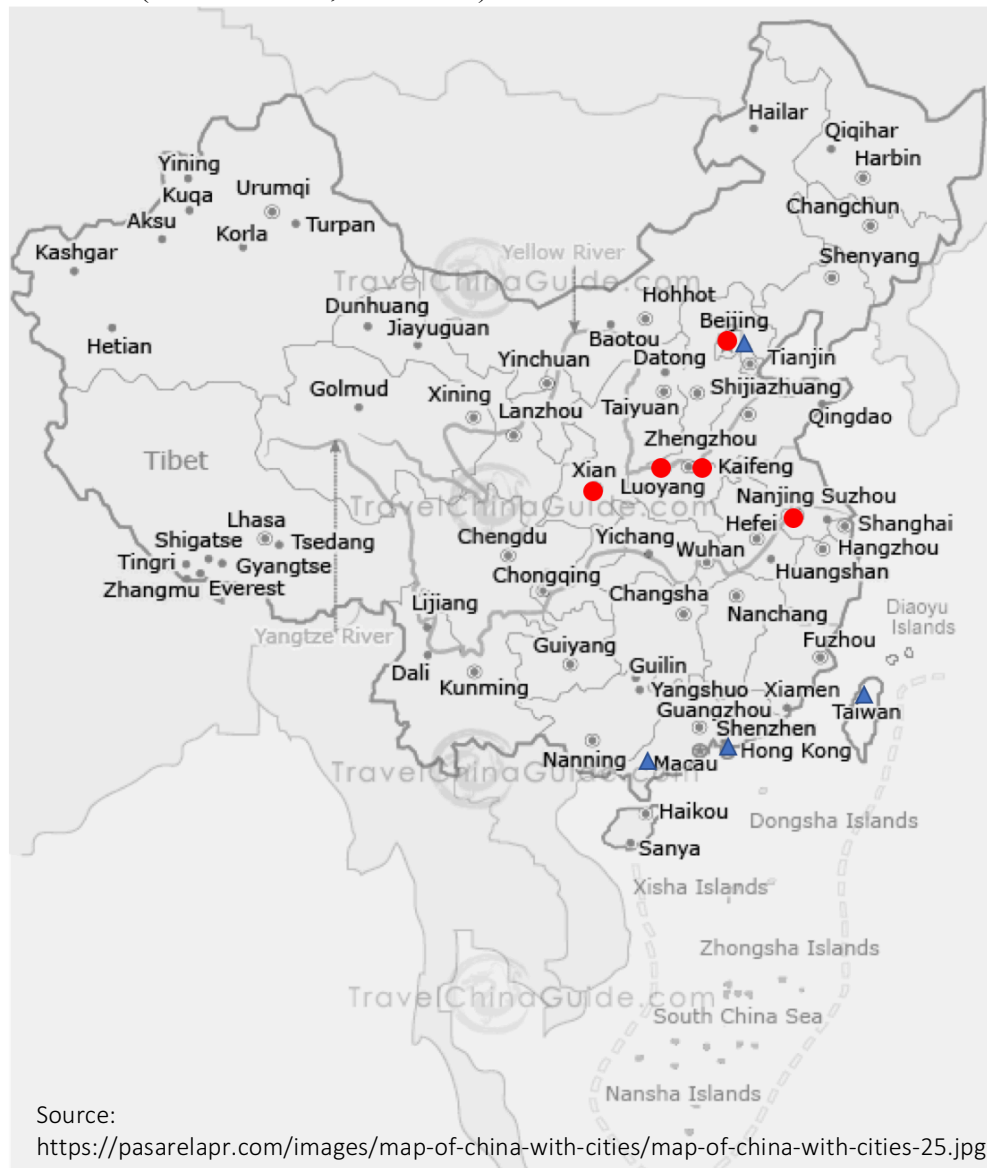 Hailar
Qiqihar
Harbin
Yining
Kuqa
Urumqi
Changchun
Aksu
Korla
Turpan
Kashgar
Yellow River
Shenyang
TravelChinaGuide.com
Dunhuang
Hohhot
Jiayuguan
Beijing
Hetian
Baotou
Yinchuan
Datong
Tianjin
Golmud
Xining
Shijiazhuang
Lanzhou
Taiyuan
Qingdao
Zhengzhou
Tibet
Xian
Kaifeng
Luoyang
Nanjing Suzhou
TravelChinaGuide.com
Lhasa
Hefei
Shanghai
Shigatse
Tsedang
Chengdu
Yichang
Wuhan
Hangzhou
Tingri
Gyangtse
Huangshan
Zhangmu
Everest
Chongqing
Changsha
Lijiang
Nanchang
Diaoyu
Islands
Yangtze River
Guiyang
Fuzhou
Dali
Kunming
Guilin
Yangshuo
Xiamen
Guangzhou
Taiwan
Shenzhen
Nanning
Macau
Hong Kong
TravelChinaGuide.com
Haikou
Dongsha Islands
Sanya
Xisha Islands
Zhongsha Islands
TravelChinaGuide.com
South China Sea
Nansha Islands
Source:
https://pasarelapr.com/images/map-of-china-with-cities/map-of-china-with-cities-25.jpg